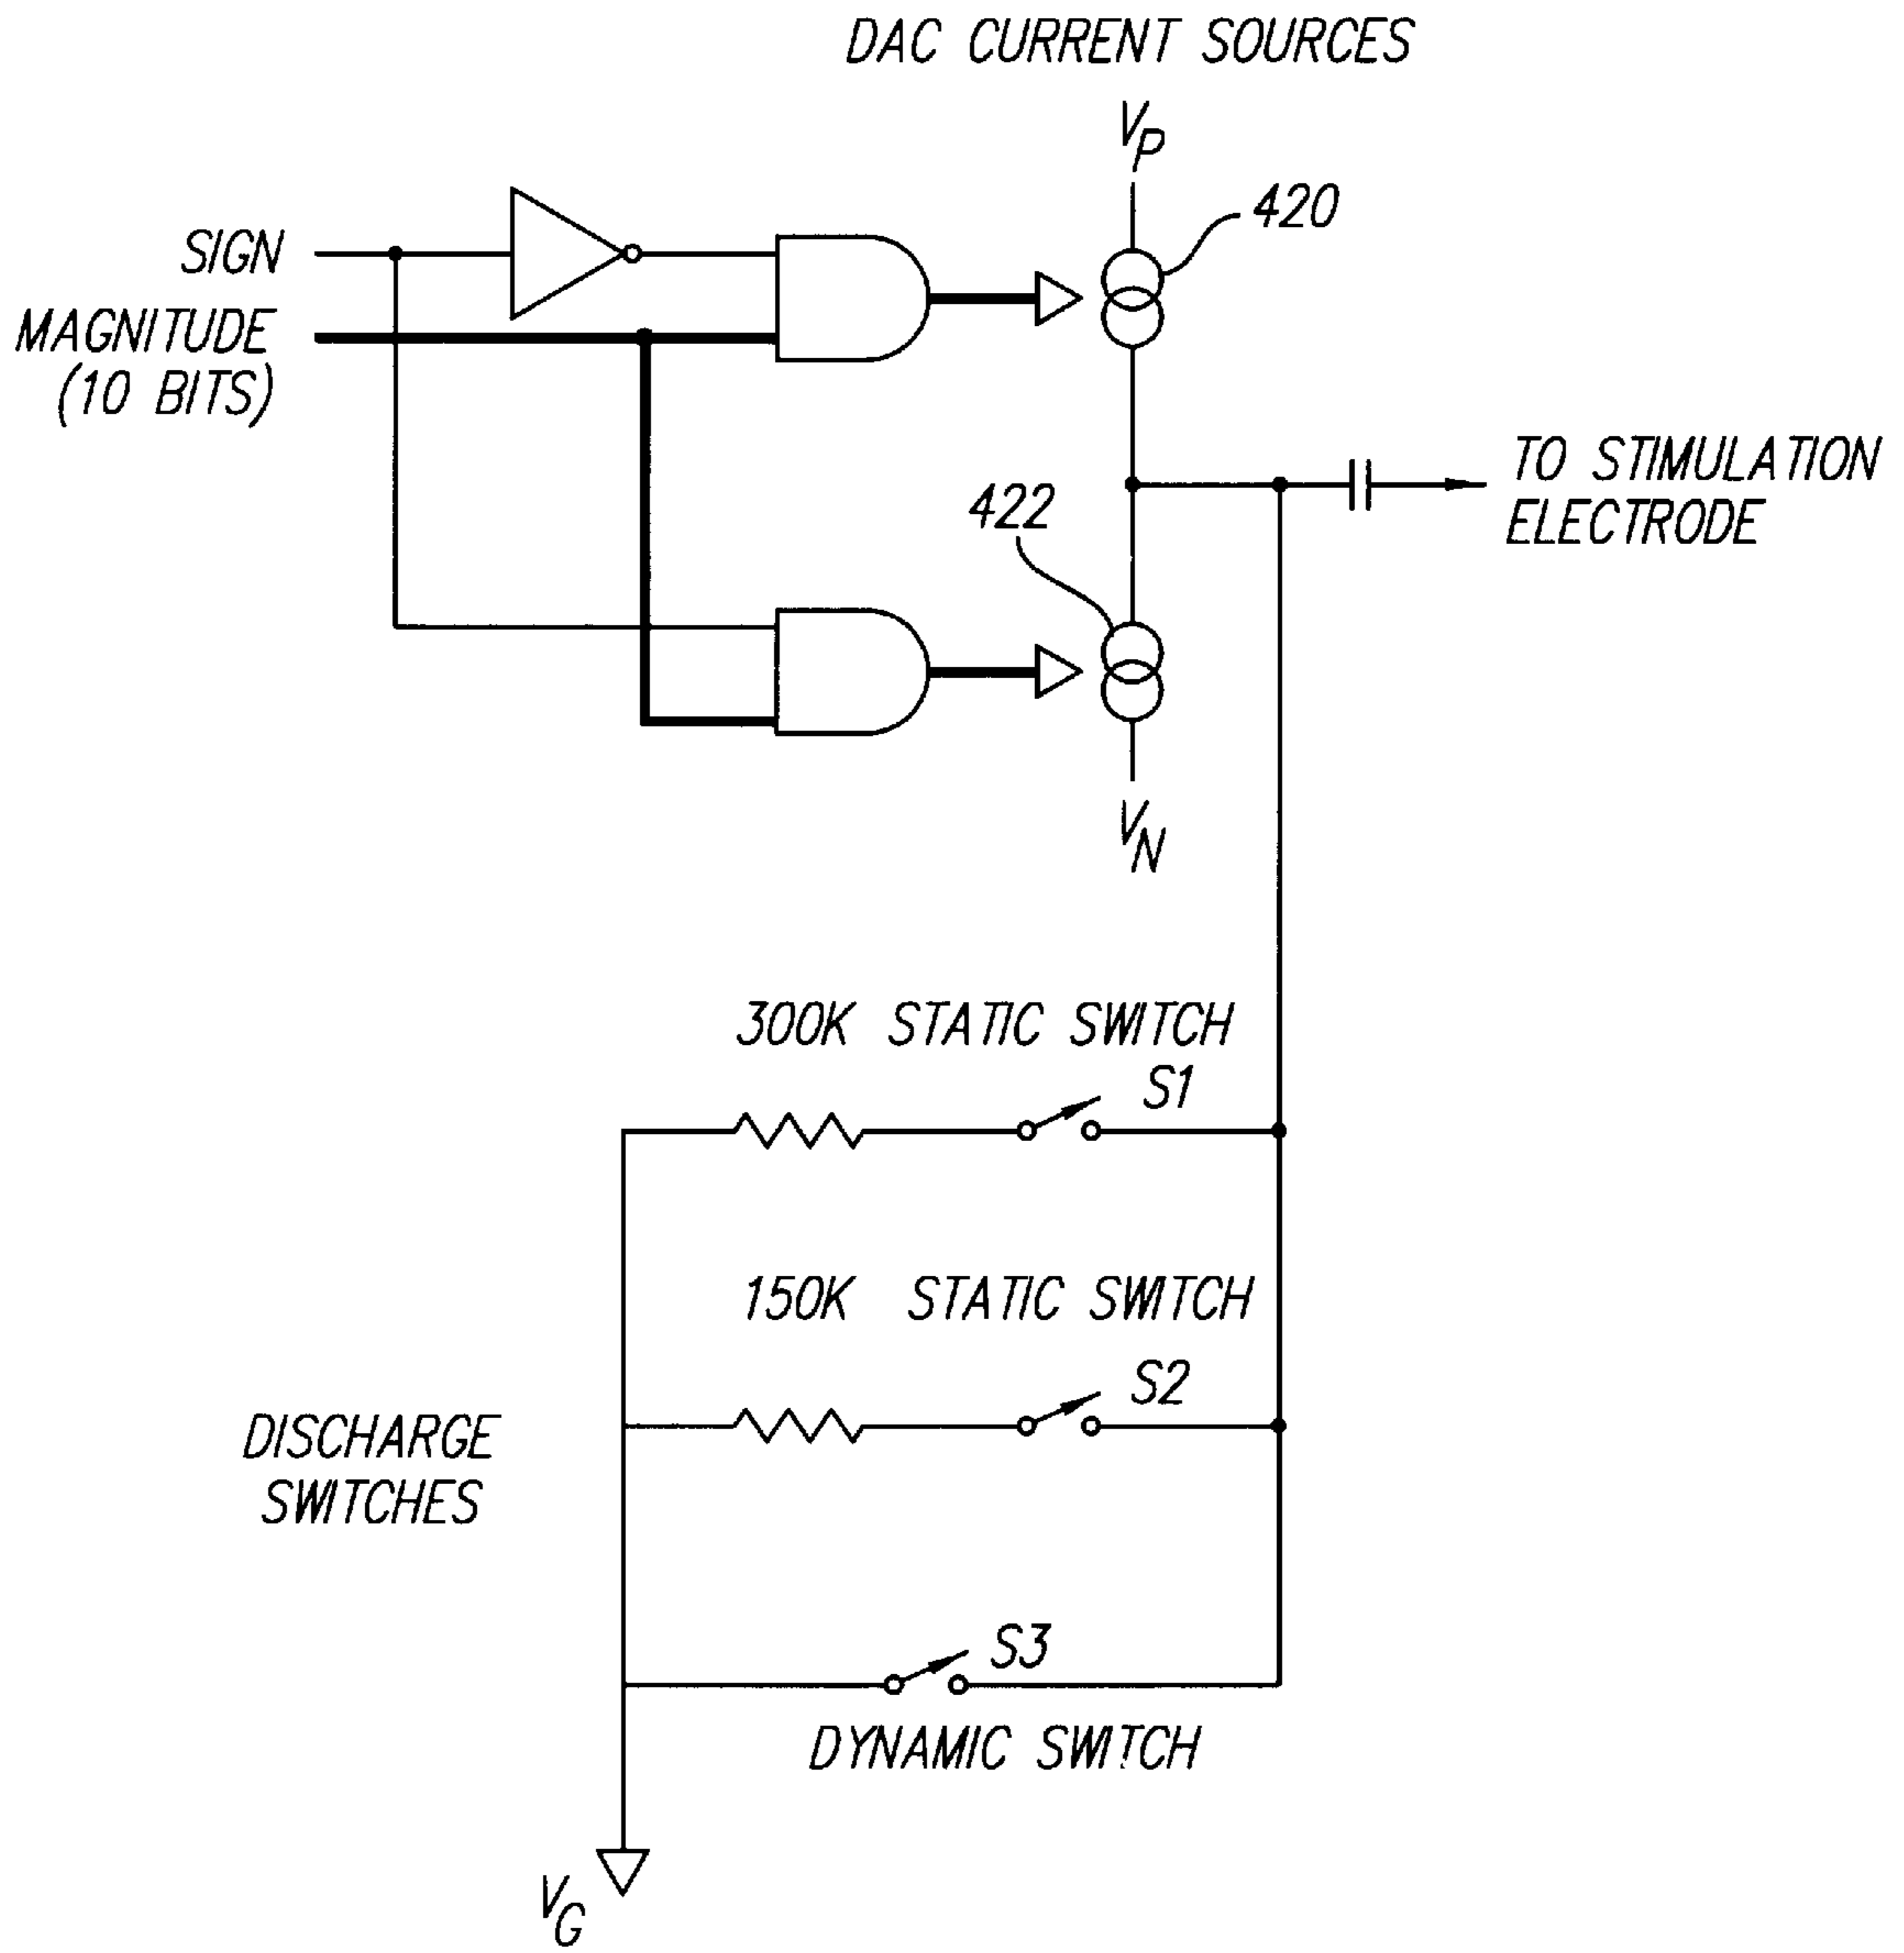 DAC CURRENT SOURCES
VP
420
SIGN
MAGNITUDE
(10 BITS)
TO STIMULATION
ELECTRODE
422
VN
300K STATIC SWITCH
S1
150K STATIC SWITCH
S2
DISCHARGE
SWITCHES
S3
DYNAMIC SWITCH
VG